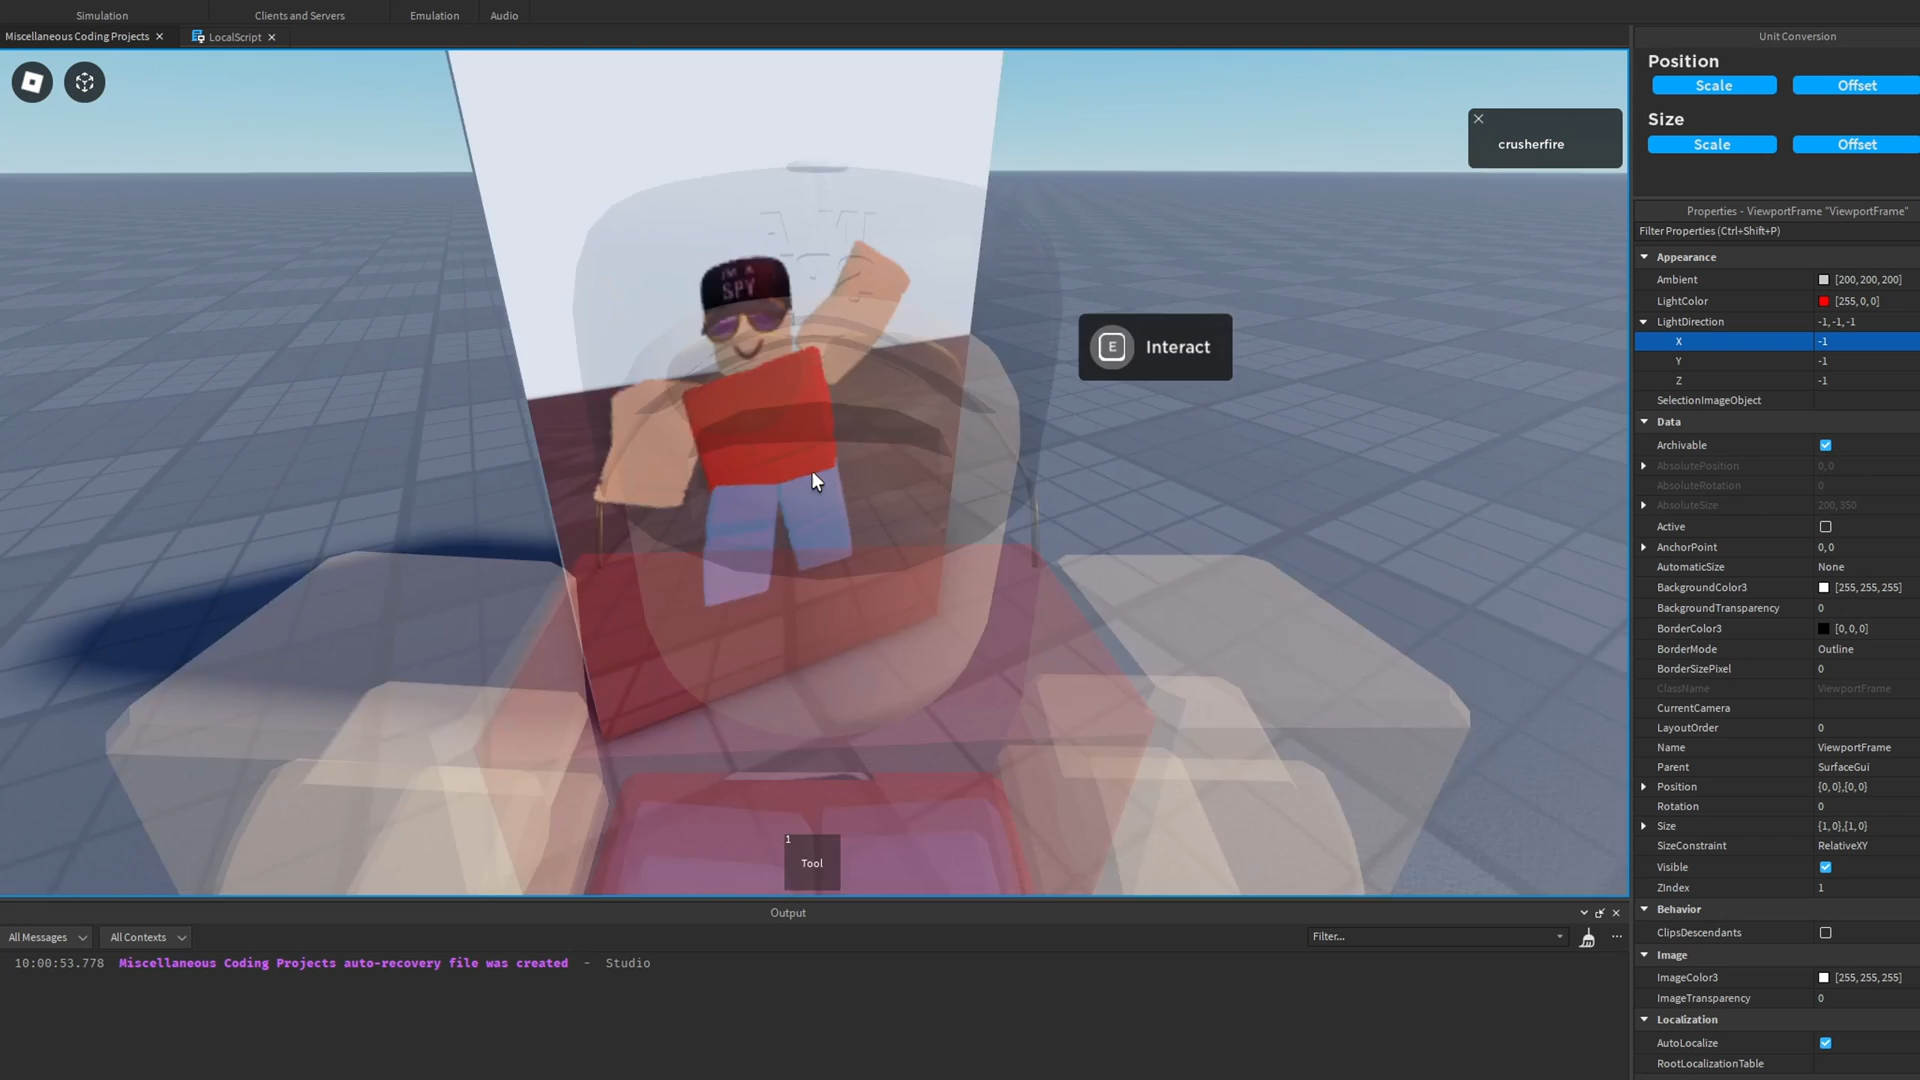 Simulation
Clients and Servers
Emulation
Audio
Miscellaneous Coding Projects
LocalScript
Unit Conversion
Position
Scale
Offset
Size
Scale
Offset
crusherfire
I'M A
SPY
E
Interact
1
Tool
Properties - ViewportFrame "ViewportFrame"
Filter Properties (Ctrl+Shift+P)
Appearance
Ambient [200, 200, 200]
LightColor [255, 0, 0]
LightDirection -1, -1, -1
X -1
Y -1
Z -1
SelectionImageObject
Data
Archivable
AbsolutePosition 0, 0
AbsoluteRotation 0
AbsoluteSize 200, 350
Active
AnchorPoint 0, 0
AutomaticSize None
BackgroundColor3 [255, 255, 255]
BackgroundTransparency 0
BorderColor3 [0, 0, 0]
BorderMode Outline
BorderSizePixel 0
ClassName ViewportFrame
CurrentCamera
LayoutOrder 0
Name ViewportFrame
Parent SurfaceGui
Position {0, 0},{0, 0}
Rotation 0
Size {1, 0},{1, 0}
SizeConstraint RelativeXY
Visible
ZIndex 1
Behavior
ClipsDescendants
Image
ImageColor3 [255, 255, 255]
ImageTransparency 0
Localization
AutoLocalize
RootLocalizationTable
Output
All Messages
All Contexts
Filter...
10:00:53.778 Miscellaneous Coding Projects auto-recovery file was created - Studio